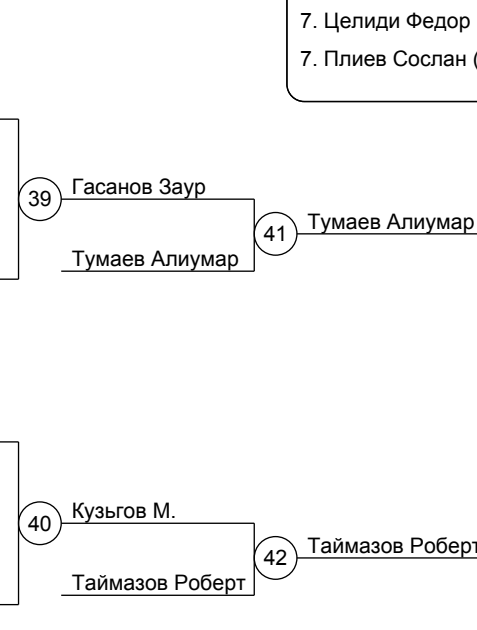 7. Целиди Федор
7. Плиев Сослан (
39
Гасанов Заур
41
Тумаев Алиумар
Тумаев Алиумар
40
Кузьгов М.
42
Таймазов Роберт
Таймазов Роберт